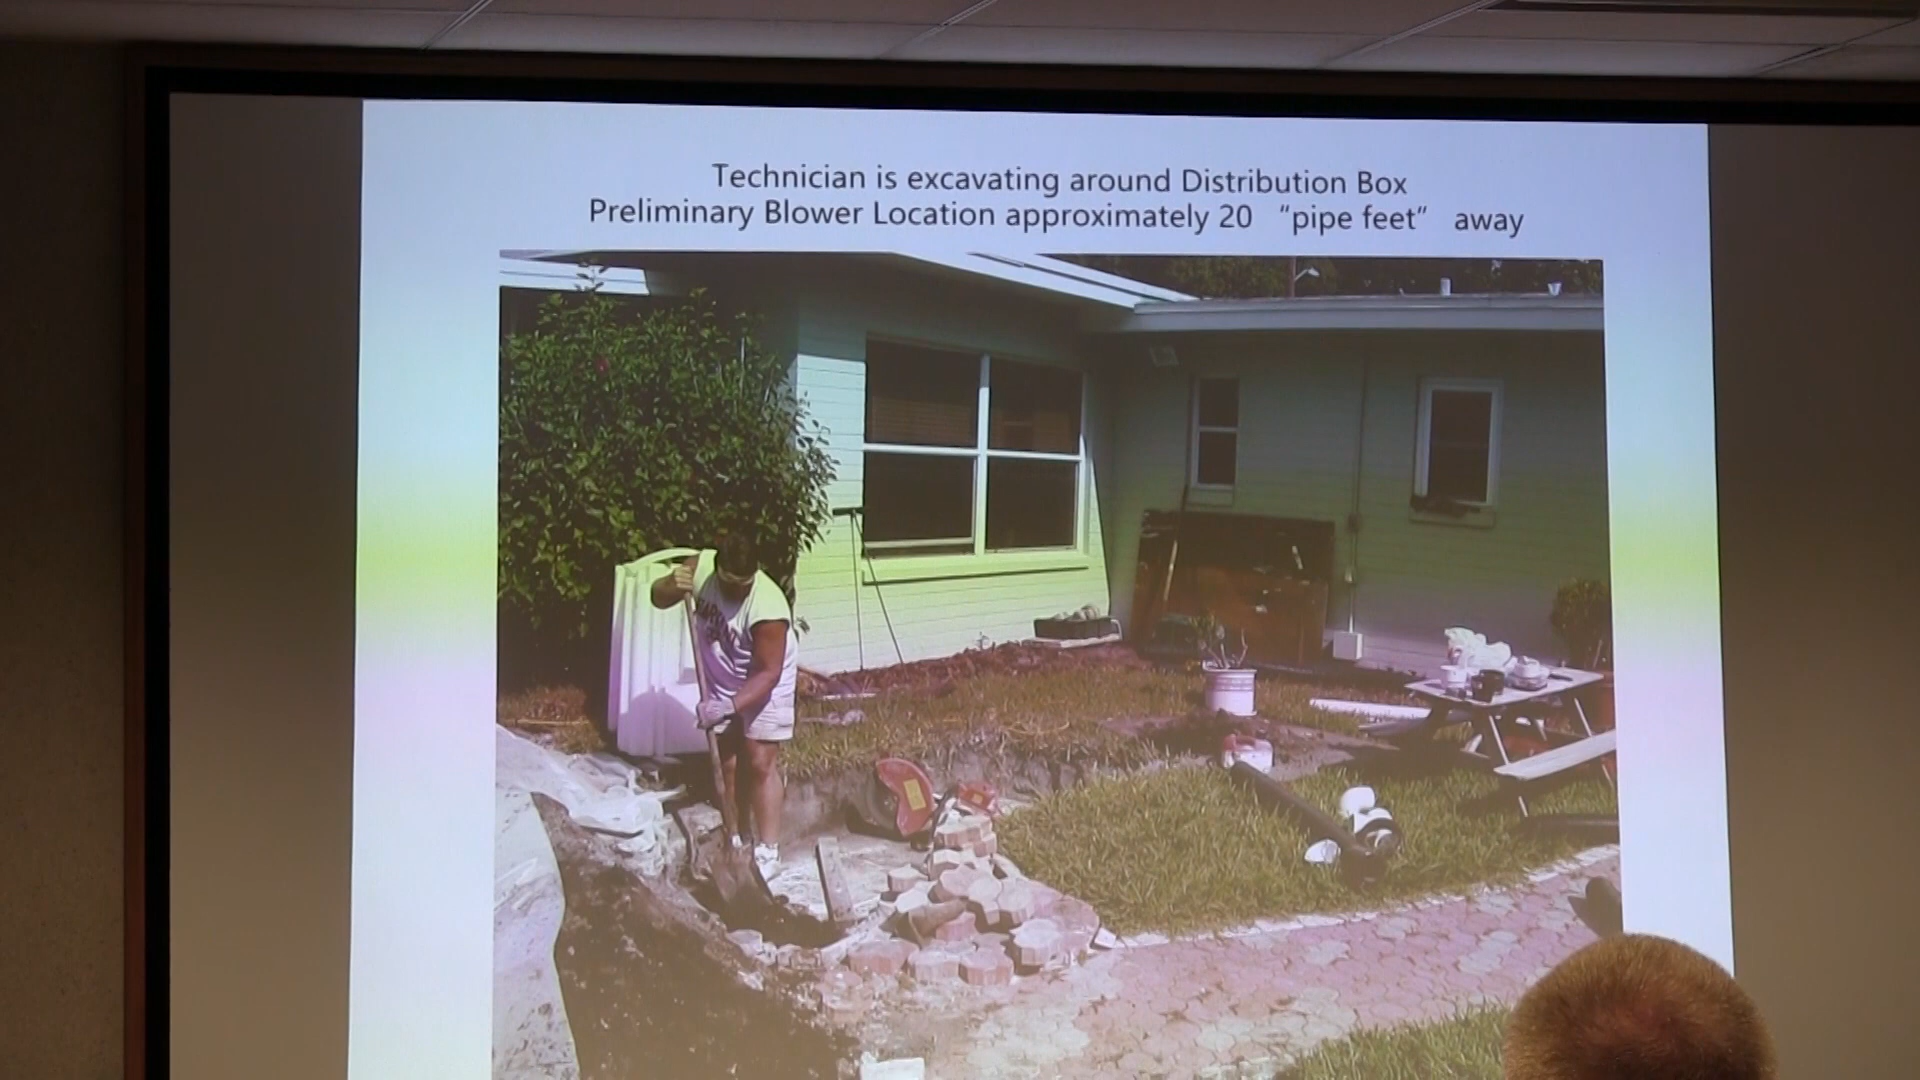 Technician is excavating around Distribution Box
Preliminary Blower Location approximately 20 “pipe feet” away